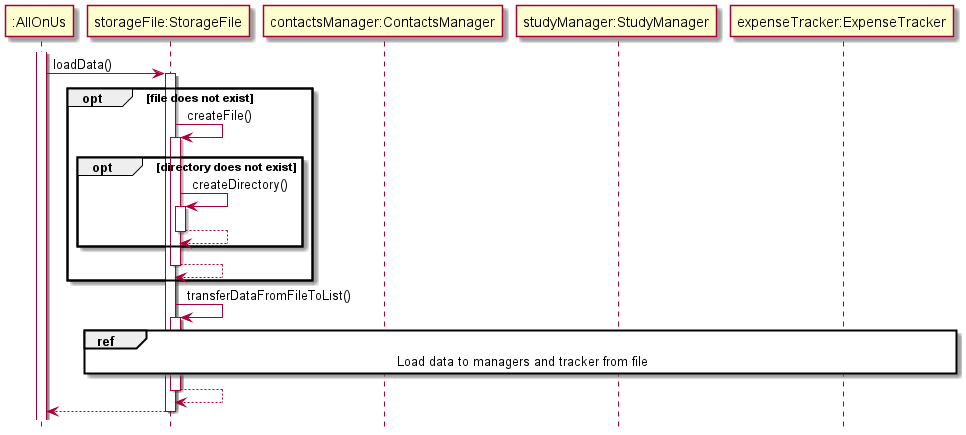 :AllOnUs
storageFile:StorageFile
contactsManager:ContactsManager
studyManager:StudyManager
expenseTracker:ExpenseTracker
loadData()
opt
[file does not exist]
createFile()
opt
[directory does not exist]
createDirectory()
transferDataFromFileToList()
ref
Load data to managers and tracker from file